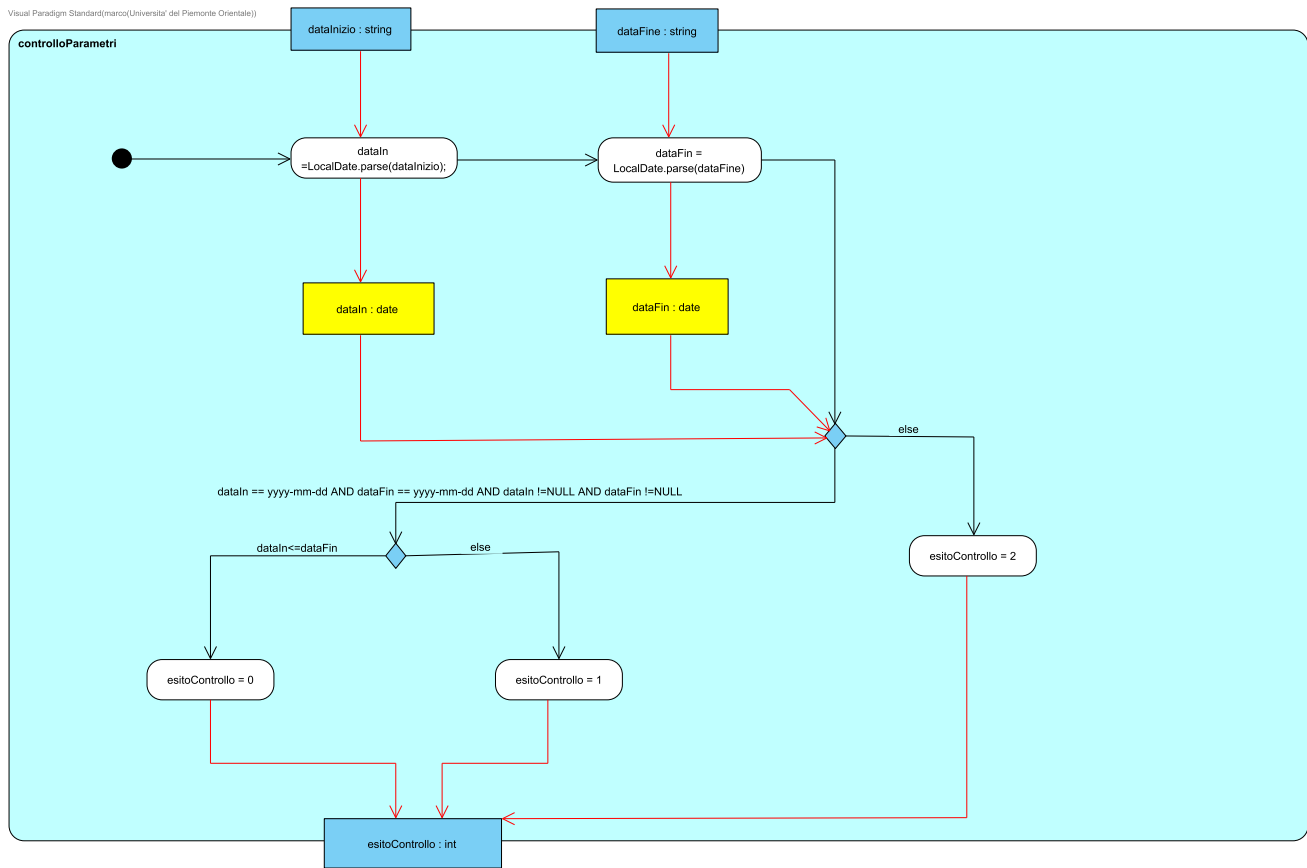 Visual Paradigm Standard(marco(Universita' del Piemonte Orientale))
controlloParametri
dataInizio : string
dataFine : string
dataIn
=LocalDate.parse(dataInizio);
dataFin =
LocalDate.parse(dataFine)
dataIn : date
dataFin : date
else
dataIn == yyyy-mm-dd AND dataFin == yyyy-mm-dd AND dataIn !=NULL AND dataFin !=NULL
dataIn<=dataFin
else
esitoControllo = 2
esitoControllo = 0
esitoControllo = 1
esitoControllo : int